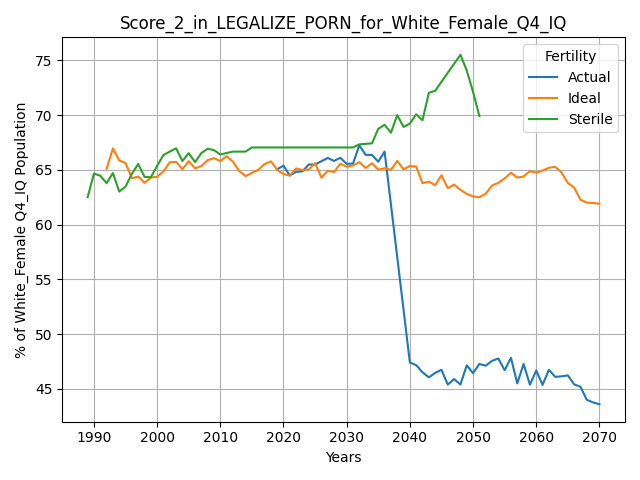 Score_2_in_LEGALIZE_PORN_for_White_Female_Q4_IQ
% of White_Female Q4_IQ Population
75
70
65
60
55
50
45
Fertility
Actual
Ideal
Sterile
1990 2000 2010 2020 2030 2040 2050 2060 2070
Years